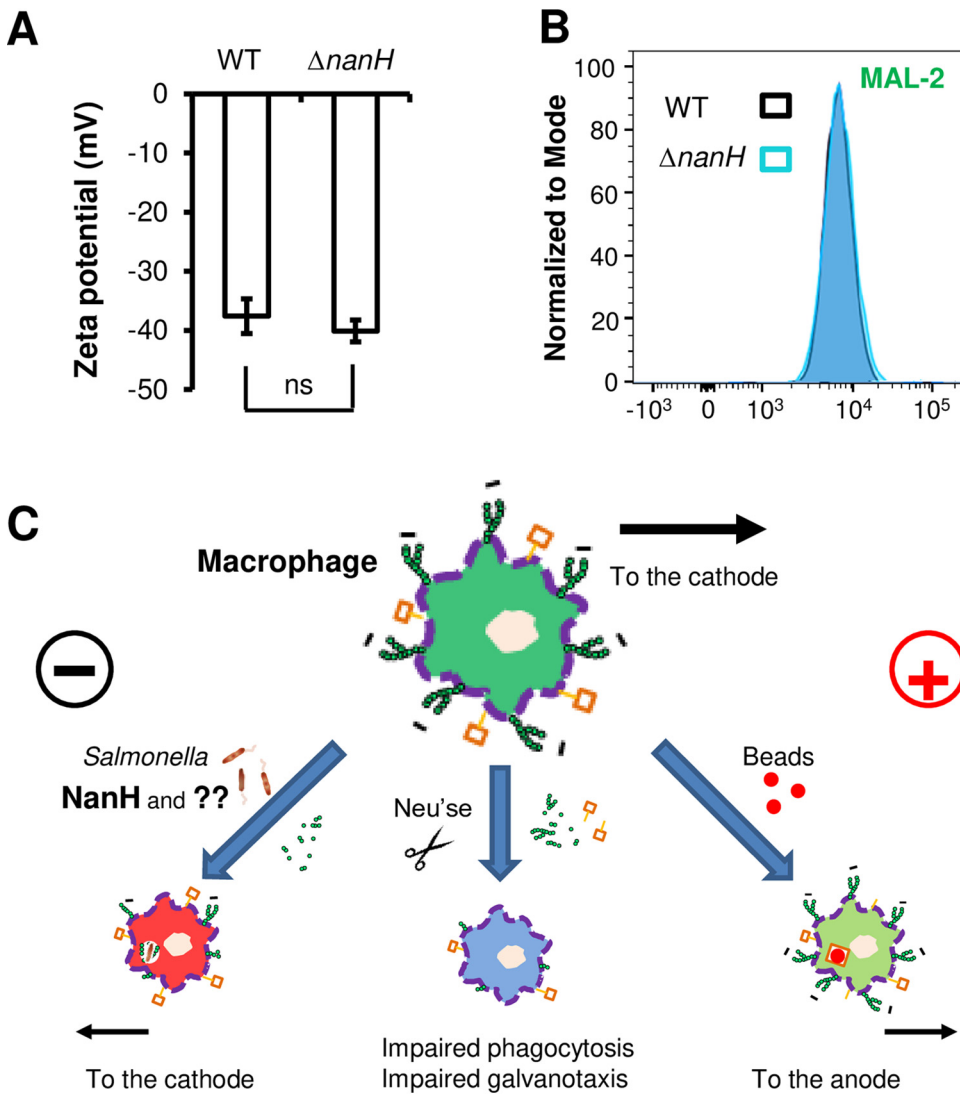 A
WT ΔnanH
0
-10
-20
-30
-40
-50
Zeta potential (mV)
ns
B
MAL-2
WT
ΔnanH
100
80
60
40
20
0
Normalized to Mode
-10³ 0 10³ 10⁴ 10⁵
C
Macrophage
To the cathode
−
+
Salmonella
NanH and ??
Neu'se
Beads
To the cathode
Impaired phagocytosis
Impaired galvanotaxis
To the anode